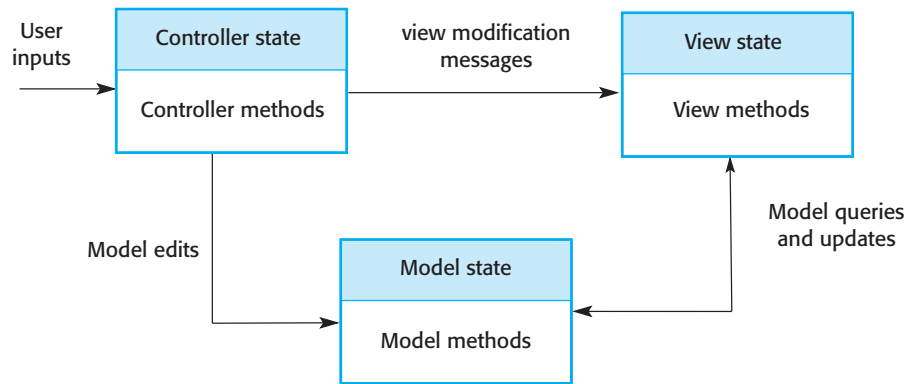 User
inputs
Controller state
Controller methods
view modification
messages
View state
View methods
Model edits
Model state
Model methods
Model queries
and updates